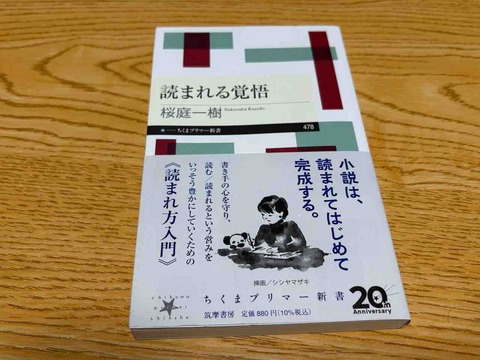 読まれる覚悟
桜庭一樹
Sakuraba Kazuki
★――ちくまプリマー新書
478
小説は、
読まれてはじめて
完成する。
書き手の心を守り、
読む/読まれるという営みを
いっそう豊かにしていくための
《読まれ方入門》
挿画/シシヤマザキ
chikuma
primer
shinsho
ちくまプリマー新書
筑摩書房 定価880円(10%税込)
20th
Anniversary